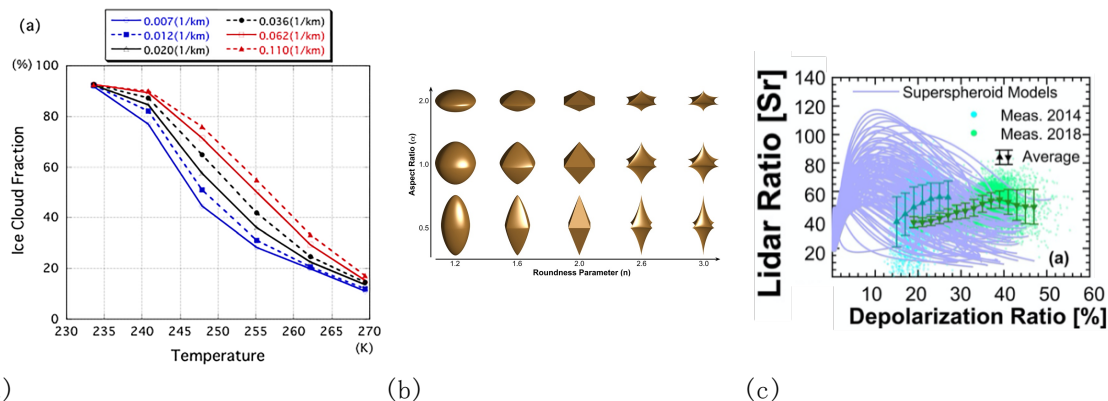 (a)
0.007(1/km)
0.036(1/km)
0.012(1/km)
0.062(1/km)
0.020(1/km)
0.110(1/km)
(%)
100
80
60
40
20
0
Ice Cloud Fraction
230
235
240
245
250
255
260
265
270
Temperature
(K)
)
(b)
2.0
1.0
0.5
Aspect Ratio (α)
1.2
1.6
2.0
2.6
3.0
Roundness Parameter (n)
(c)
Lidar Ratio [Sr]
140
120
100
80
60
40
20
Superspheroid Models
Meas. 2014
Meas. 2018
Average
(a)
10
20
30
40
50
60
Depolarization Ratio [%]